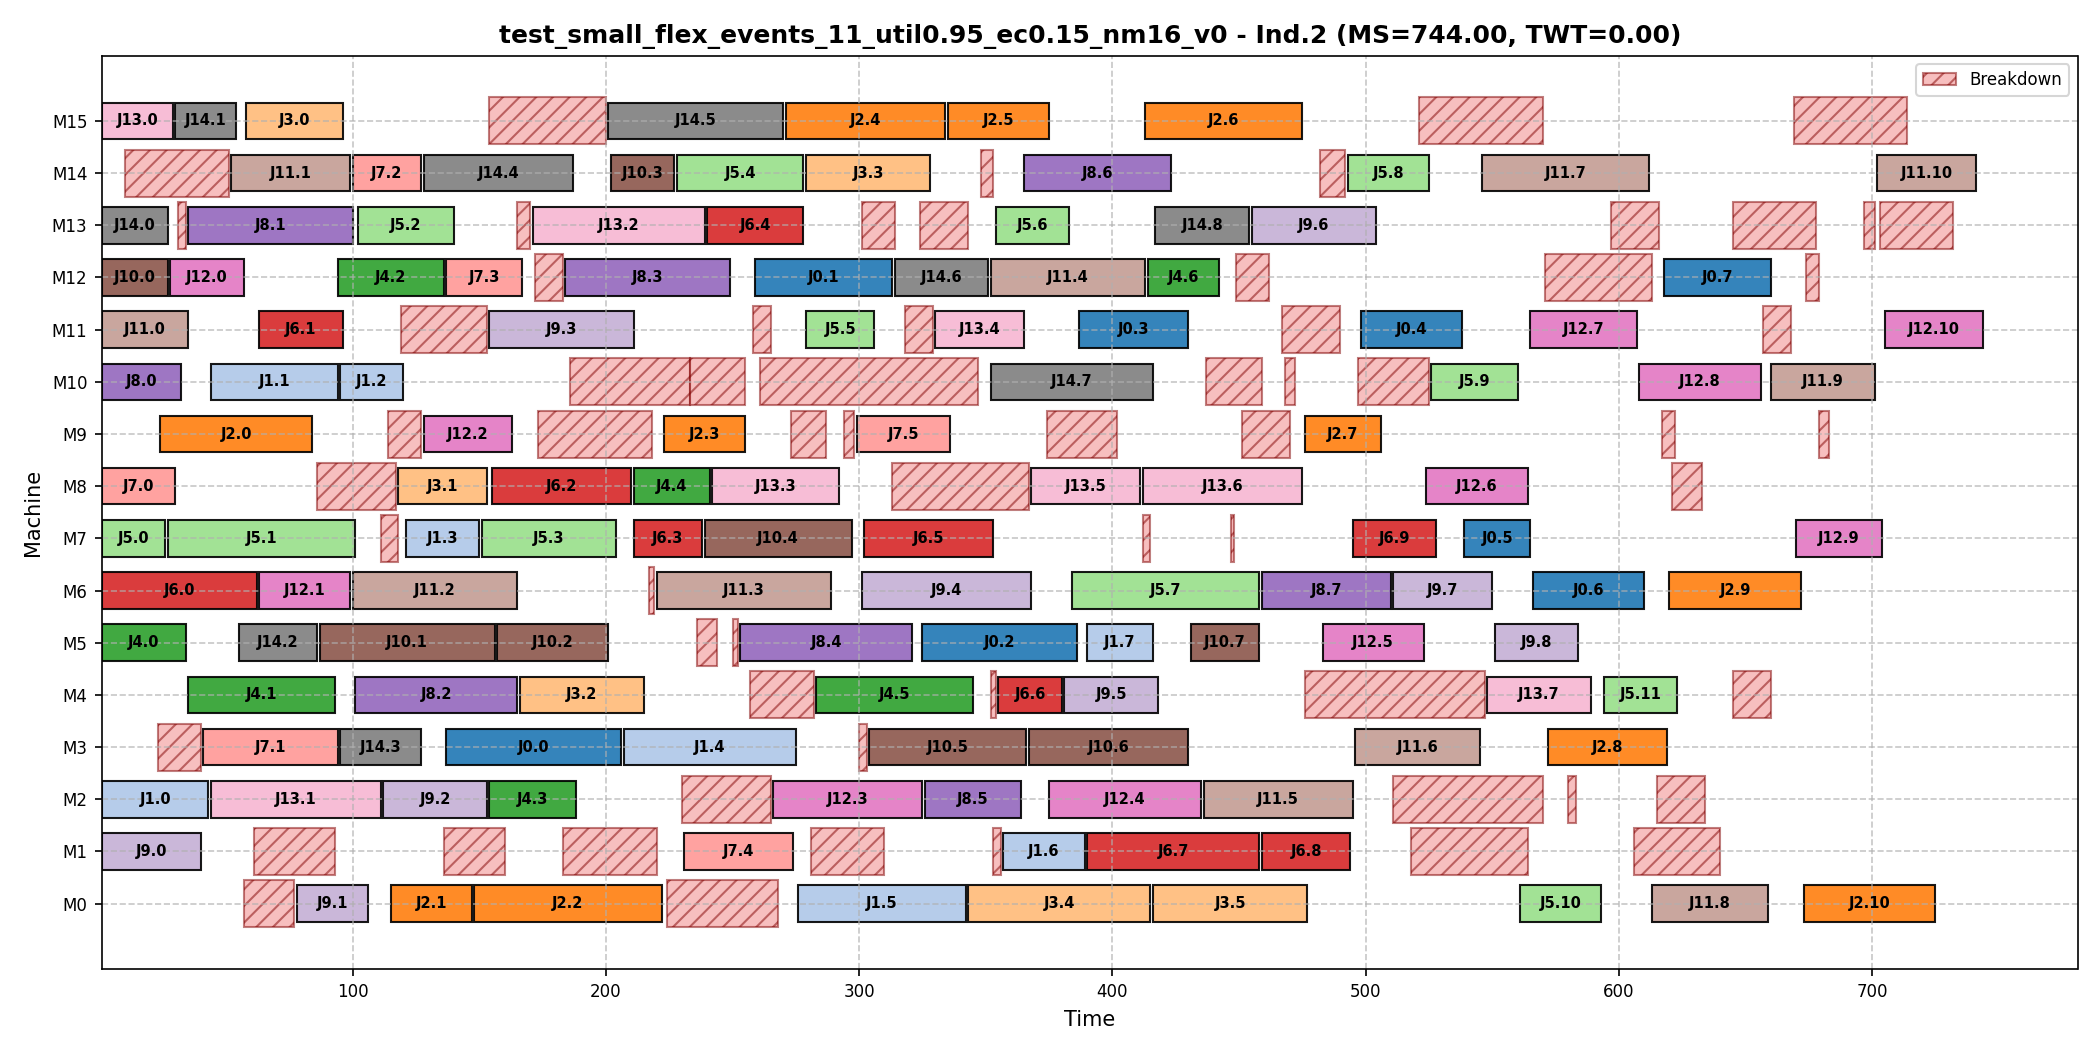 test_small_flex_events_11_util0.95_ec0.15_nm16_v0 - Ind.2 (MS=744.00, TWT=0.00)
Breakdown
M15 J13.0 J14.1 J3.0 J14.5 J2.4 J2.5 J2.6
M14 J11.1 J7.2 J14.4 J10.3 J5.4 J3.3 J8.6 J5.8 J11.7 J11.10
M13 J14.0 J8.1 J5.2 J13.2 J6.4 J5.6 J14.8 J9.6
M12 J10.0 J12.0 J4.2 J7.3 J8.3 J0.1 J14.6 J11.4 J4.6 J0.7
M11 J11.0 J6.1 J9.3 J5.5 J13.4 J0.3 J0.4 J12.7 J12.10
M10 J8.0 J1.1 J1.2 J14.7 J5.9 J12.8 J11.9
M9 J2.0 J12.2 J2.3 J7.5 J2.7
M8 J7.0 J3.1 J6.2 J4.4 J13.3 J13.5 J13.6 J12.6
M7 J5.0 J5.1 J1.3 J5.3 J6.3 J10.4 J6.5 J6.9 J0.5 J12.9
M6 J6.0 J12.1 J11.2 J11.3 J9.4 J5.7 J8.7 J9.7 J0.6 J2.9
M5 J4.0 J14.2 J10.1 J10.2 J8.4 J0.2 J1.7 J10.7 J12.5 J9.8
M4 J4.1 J8.2 J3.2 J4.5 J6.6 J9.5 J13.7 J5.11
M3 J7.1 J14.3 J0.0 J1.4 J10.5 J10.6 J11.6 J2.8
M2 J1.0 J13.1 J9.2 J4.3 J12.3 J8.5 J12.4 J11.5
M1 J9.0 J7.4 J1.6 J6.7 J6.8
M0 J9.1 J2.1 J2.2 J1.5 J3.4 J3.5 J5.10 J11.8 J2.10
Machine
100 200 300 400 500 600 700
Time